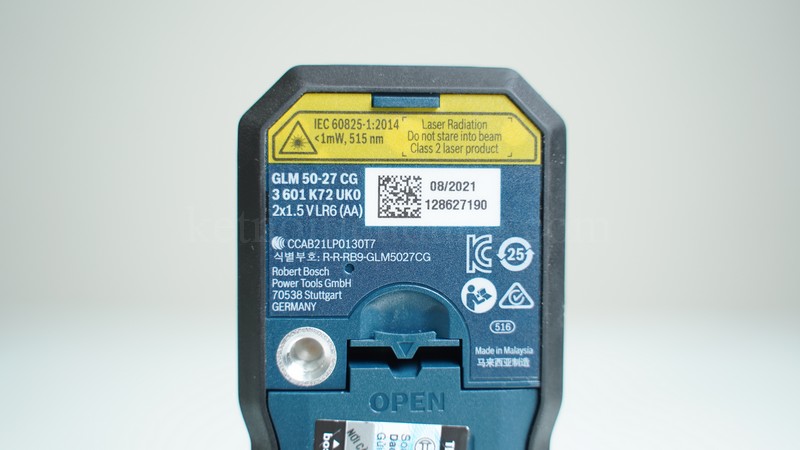 IEC 60825-1:2014
<1mW, 515 nm
Laser Radiation
Do not stare into beam
Class 2 laser product
GLM 50-27 CG
3 601 K72 UK0
2x1.5 V LR6 (AA)
08/2021
128627190
CCAB21LP0130T7
식별부호: R-R-RB9-GLM5027CG
Robert Bosch
Power Tools GmbH
70538 Stuttgart
GERMANY
25
516
Made in Malaysia
马来西亚制造
OPEN